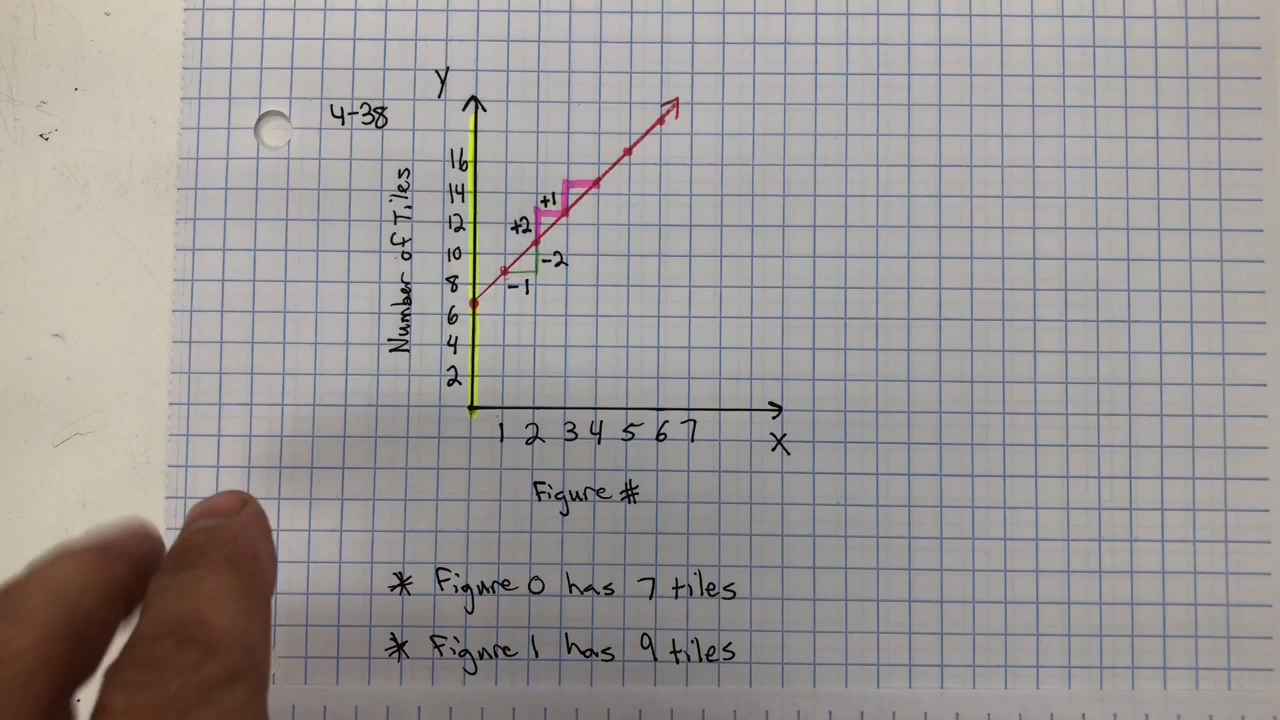 4-38
Y
Number of Tiles
16
14
12
10
8
6
4
2
+1
+2
-2
-1
1 2 3 4 5 6 7
X
Figure #
* Figure 0 has 7 tiles
* Figure 1 has 9 tiles